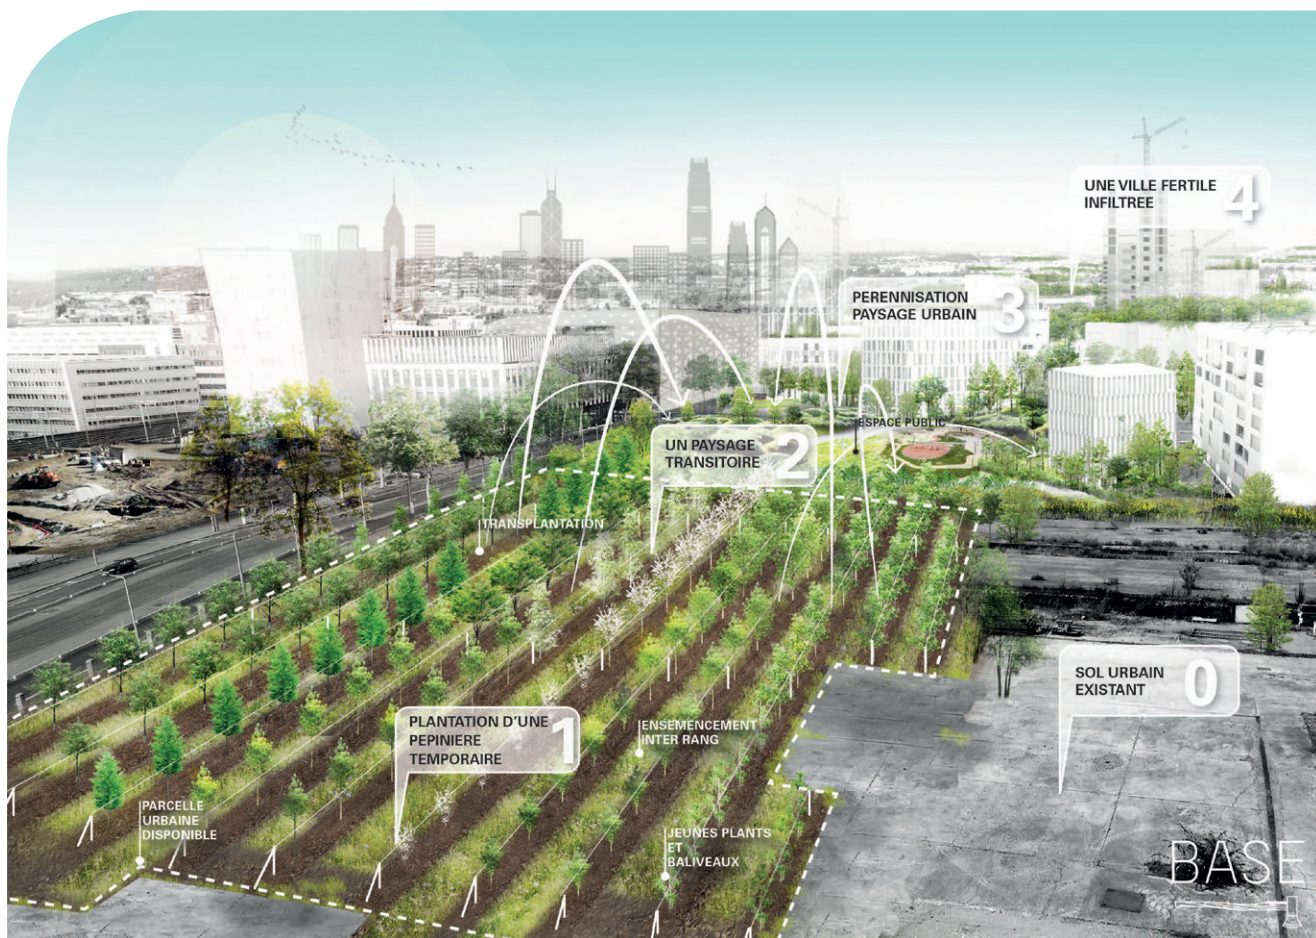 UNE VILLE FERTILE
INFILTREE
4
PERENNISATION
PAYSAGE URBAIN
3
ESPACE PUBLIC
UN PAYSAGE
TRANSITOIRE
2
TRANSPLANTATION
SOL URBAIN
EXISTANT
0
PLANTATION D'UNE
PEPINIERE
TEMPORAIRE
1
ENSEMENCEMENT
INTER RANG
PARCELLE
URBAINE
DISPONIBLE
JEUNES PLANTS
ET
BALIVEAUX
BASE